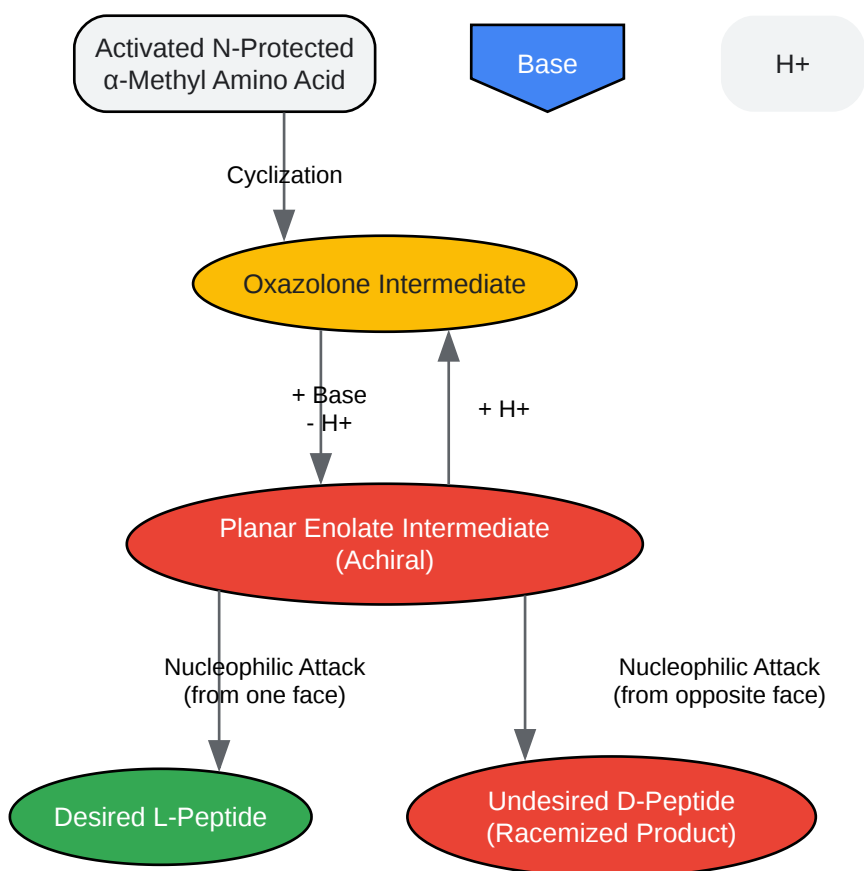 Activated N-Protected
α-Methyl Amino Acid
Base
H+
Cyclization
Oxazolone Intermediate
+ Base
- H+
+ H+
Planar Enolate Intermediate
(Achiral)
Nucleophilic Attack
(from one face)
Nucleophilic Attack
(from opposite face)
Desired L-Peptide
Undesired D-Peptide
(Racemized Product)